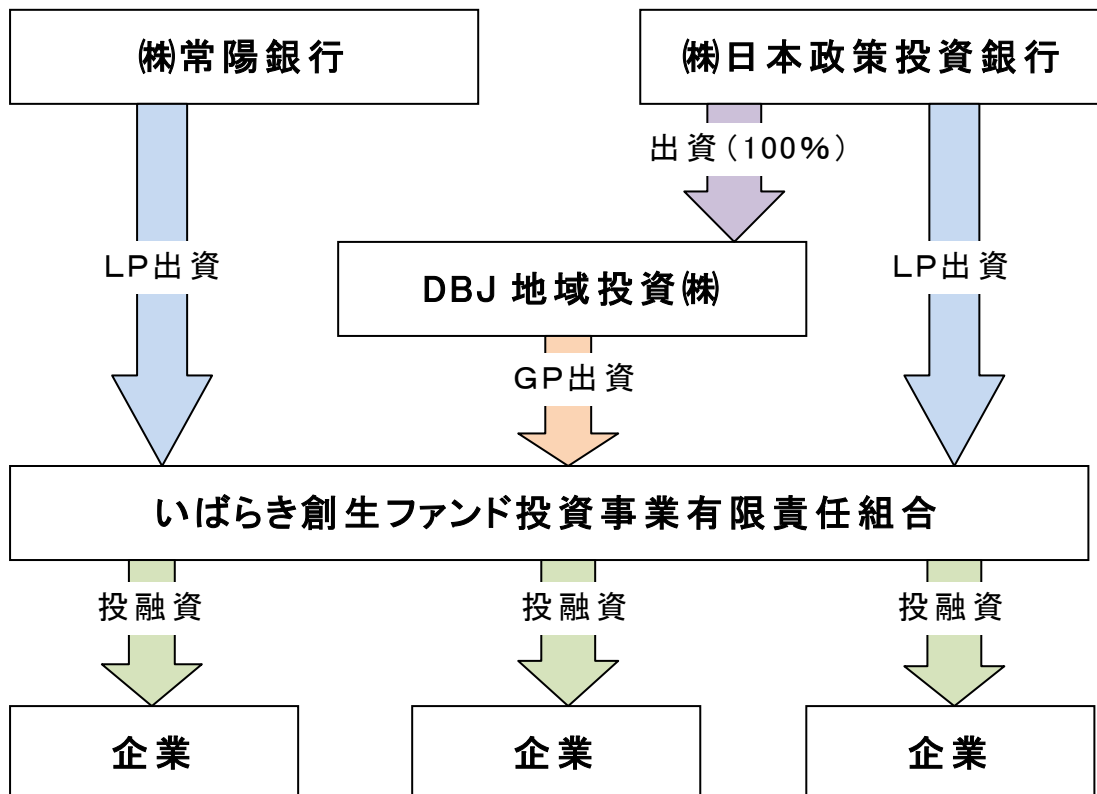 ㈱常陽銀行
㈱日本政策投資銀行
出資（100％）
LP出資
DBJ 地域投資㈱
LP出資
GP出資
いばらき創生ファンド投資事業有限責任組合
投融資
投融資
投融資
企業
企業
企業